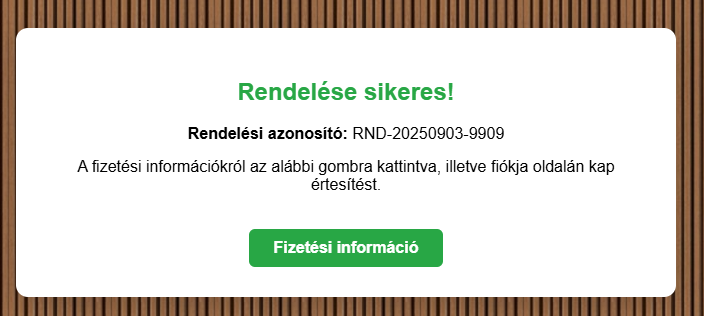 Rendelése sikeres!
Rendelési azonosító: RND-20250903-9909
A fizetési információkról az alábbi gombra kattintva, illetve fiókja oldalán kap
értesítést.
Fizetési információ